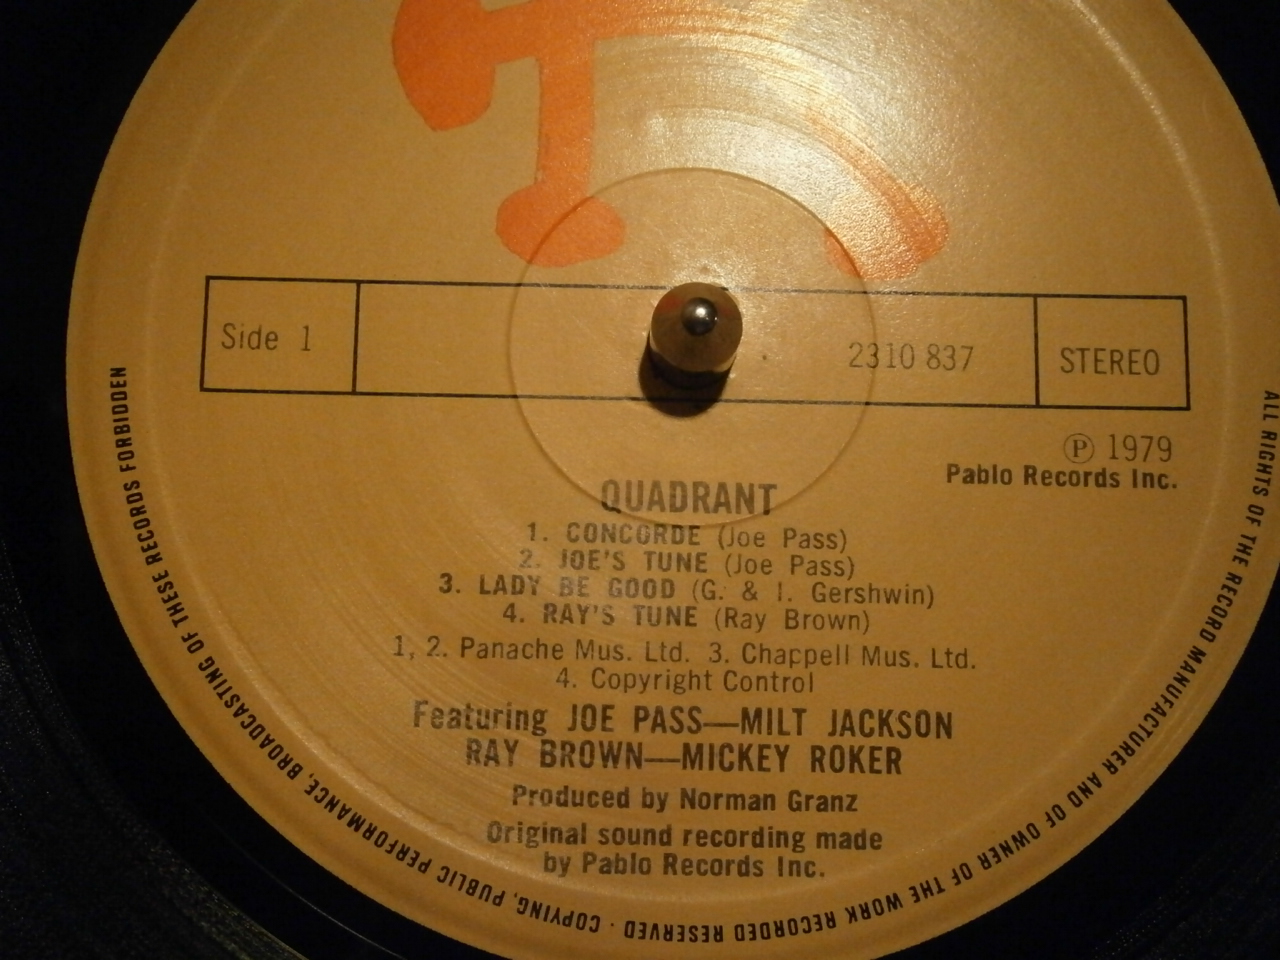 Side 1
2310 837
STEREO
Ⓟ 1979
Pablo Records Inc.
QUADRANT
1. CONCORDE (Joe Pass)
2. JOE'S TUNE (Joe Pass)
3. LADY BE GOOD (G. & I. Gershwin)
4. RAY'S TUNE (Ray Brown)
1, 2. Panache Mus. Ltd. 3. Chappell Mus. Ltd.
4. Copyright Control
Featuring JOE PASS—MILT JACKSON
RAY BROWN—MICKEY ROKER
Produced by Norman Granz
Original sound recording made
by Pablo Records Inc.
ALL RIGHTS OF THE RECORD MANUFACTURER AND OF OWNER OF THE WORK RECORDED RESERVED · COPYING, PUBLIC PERFORMANCE, BROADCASTING OF THESE RECORDS FORBIDDEN